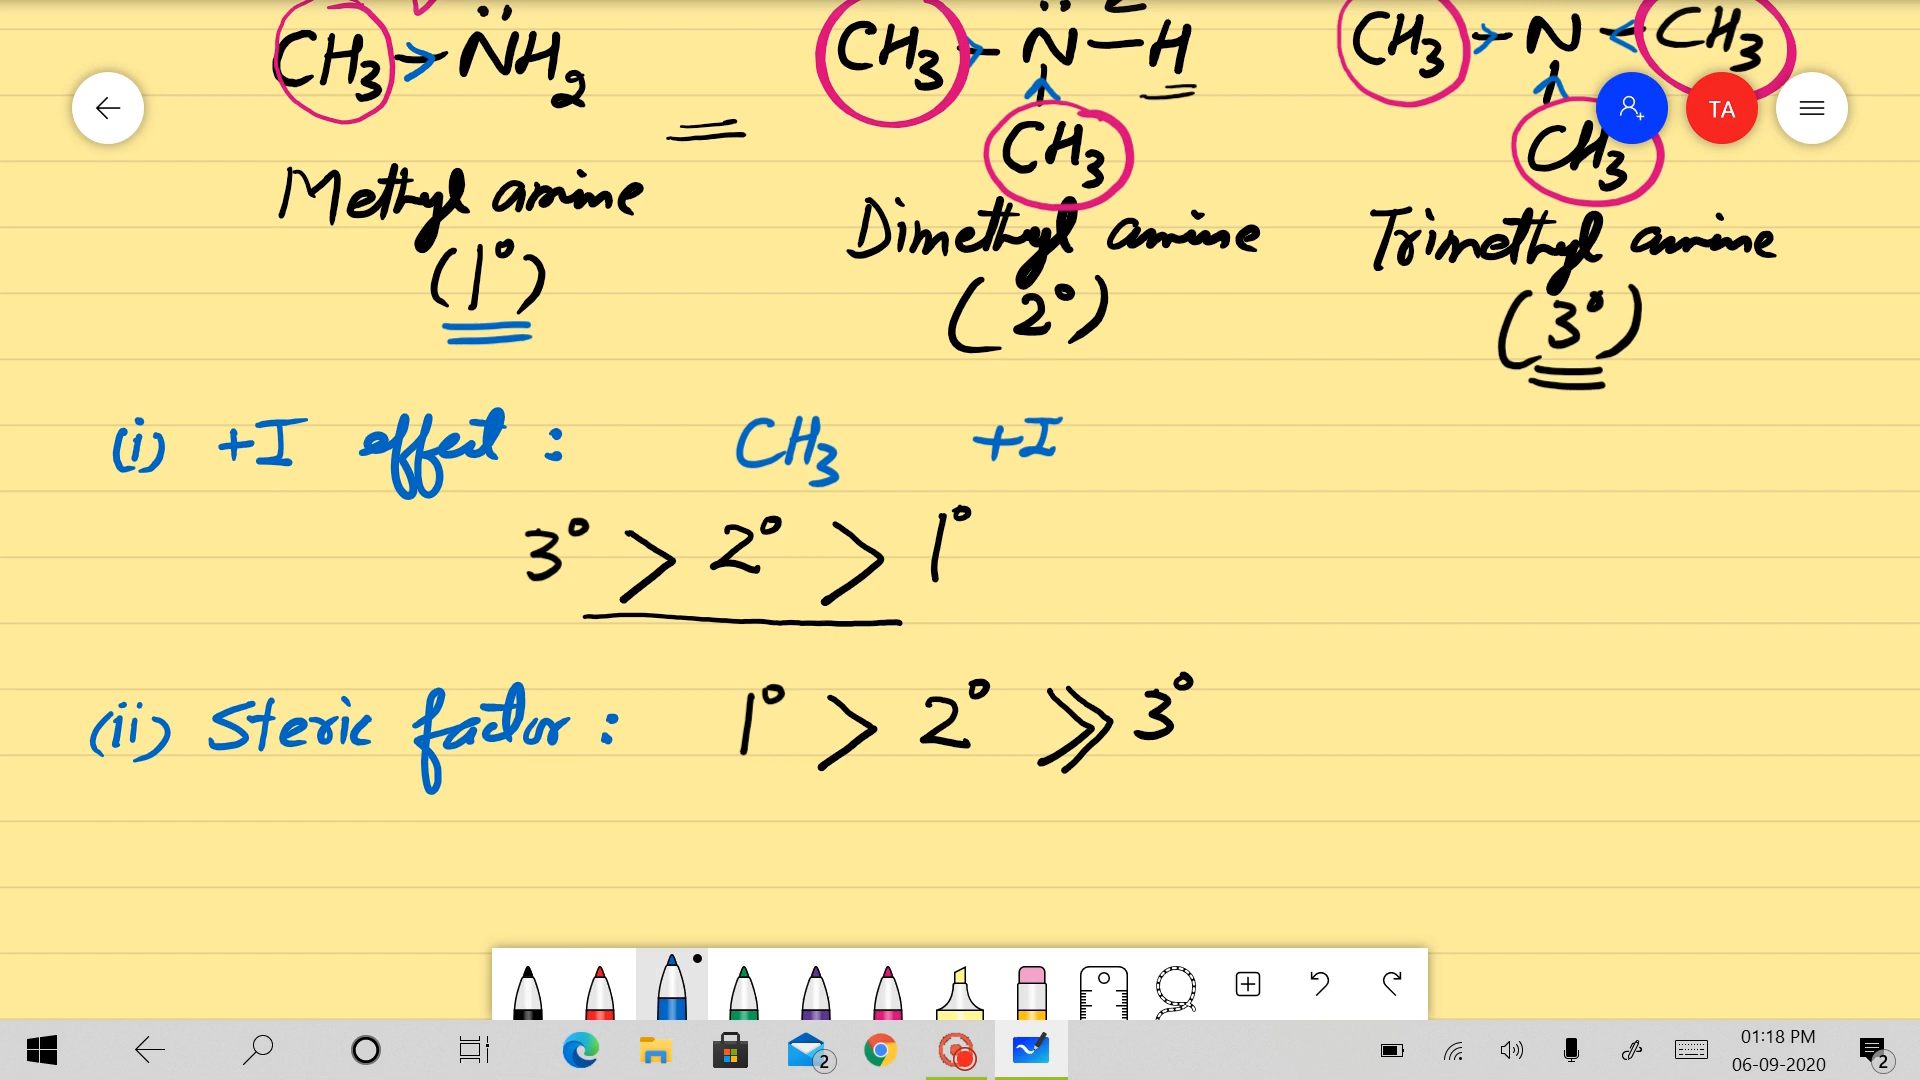 CH3 → N̈H2
CH3 → N — H
CH3
CH3 → N ← CH3
CH3
TA
Methyl amine
(1°)
Dimethyl amine
(2°)
Trimethyl amine
(3°)
(i) +I effect : CH3 +I
3° > 2° > 1°
(ii) Steric factor : 1° > 2° >> 3°
2
01:18 PM
06-09-2020
2